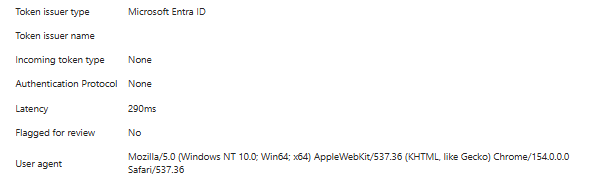 Token issuer type Microsoft Entra ID
Token issuer name
Incoming token type None
Authentication Protocol None
Latency 290ms
Flagged for review No
User agent Mozilla/5.0 (Windows NT 10.0; Win64; x64) AppleWebKit/537.36 (KHTML, like Gecko) Chrome/154.0.0.0
Safari/537.36